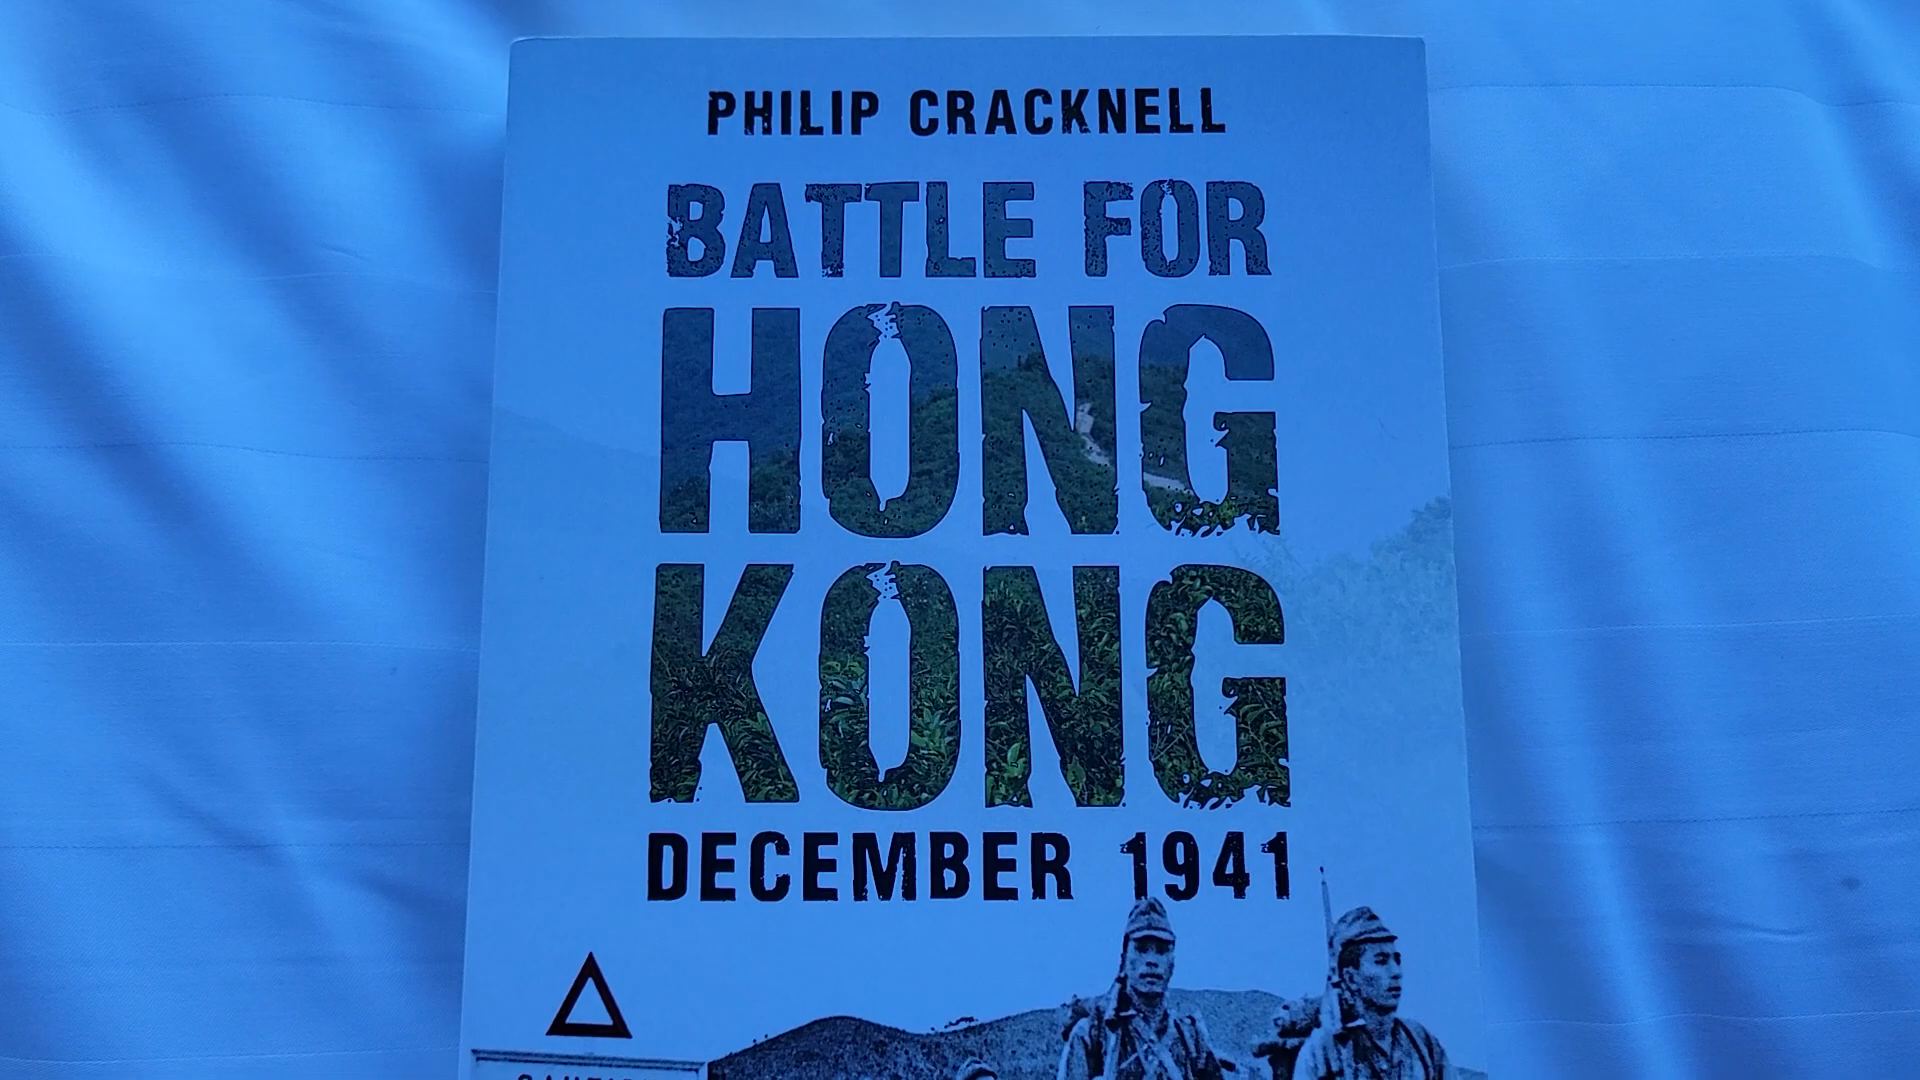 PHILIP CRACKNELL
BATTLE FOR
HONG
KONG
DECEMBER 1941